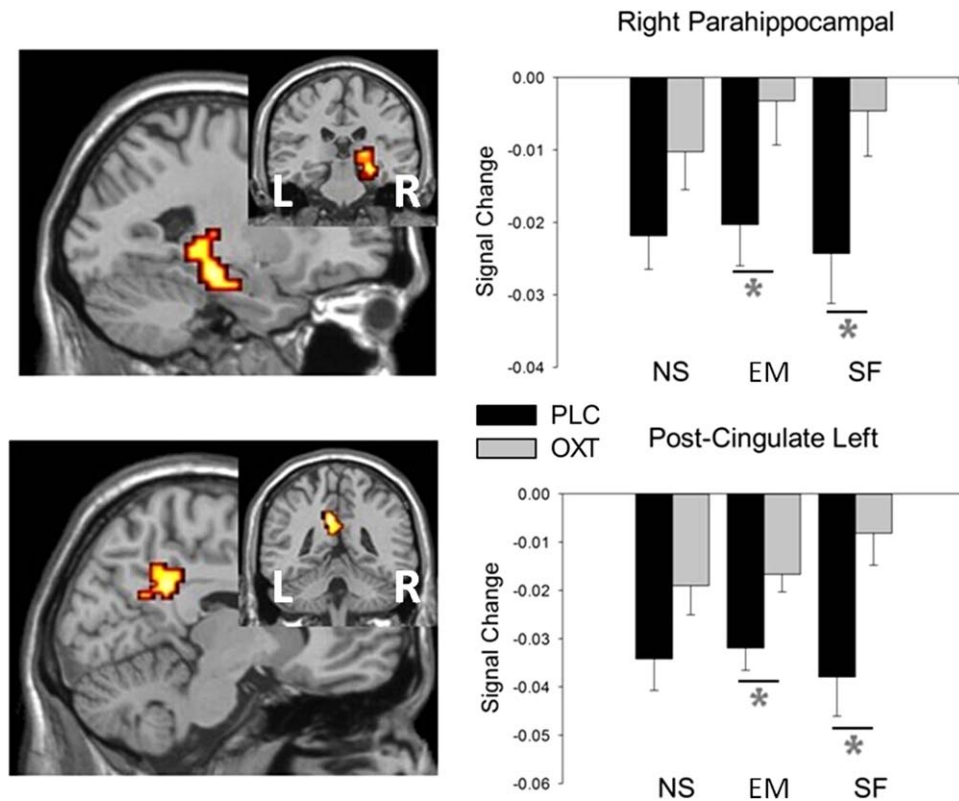 Right Parahippocampal
L R
0.00
-0.01
-0.02
-0.03
-0.04
Signal Change
*
*
NS EM SF
PLC
OXT
Post-Cingulate Left
L R
0.00
-0.01
-0.02
-0.03
-0.04
-0.05
-0.06
Signal Change
*
*
NS EM SF